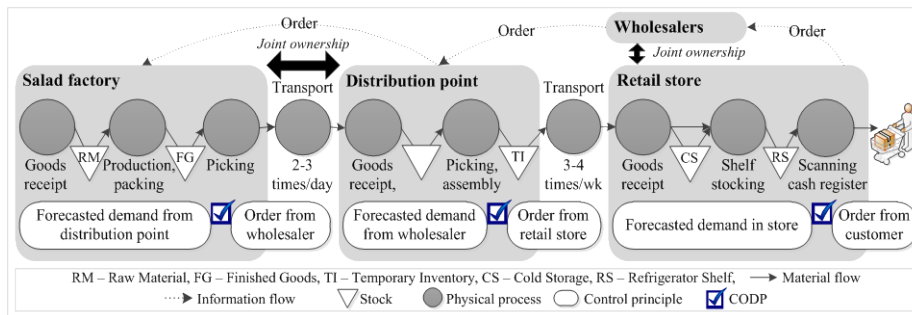 Order
Order
Wholesalers
Order
Joint ownership
Joint ownership
Salad factory
Transport
Distribution point
Transport
Retail store
RM
FG
TI
CS
RS
Goods
receipt
Production,
packing
Picking
2-3
times/day
Goods
receipt,
Picking,
assembly
3-4
times/wk
Goods
receipt
Shelf
stocking
Scanning
cash register
Forecasted demand from
distribution point
Order from
wholesaler
Forecasted demand
from wholesaler
Order from
retail store
Forecasted demand in store
Order from
customer
RM – Raw Material, FG – Finished Goods, TI – Temporary Inventory, CS – Cold Storage, RS – Refrigerator Shelf, Material flow
Information flow Stock Physical process Control principle CODP